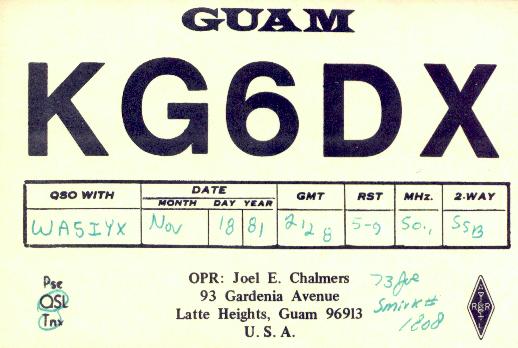 GUAM
KG6DX
QSO WITH DATE GMT RST MHz. 2-WAY
MONTH DAY YEAR
WA5IYX Nov 18 81 2128 5-9 50.1 SSB
Pse
QSL
Tnx
OPR: Joel E. Chalmers
93 Gardenia Avenue
Latte Heights, Guam 96913
U. S. A.
73 Joe
Smirk #
1808